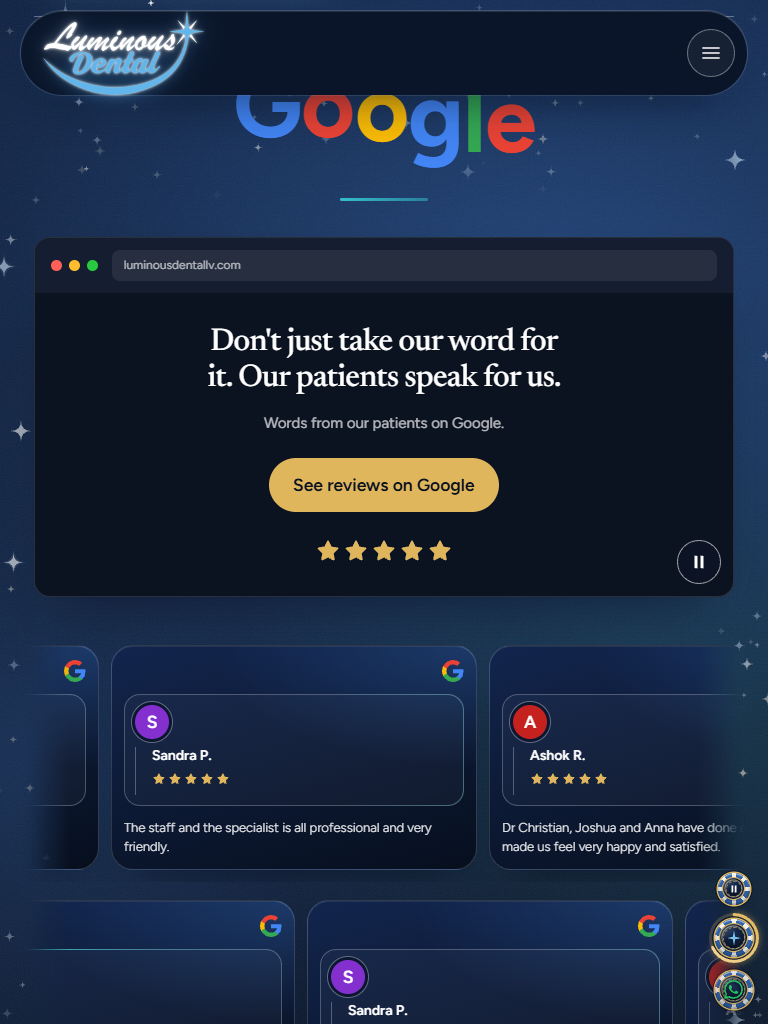 Luminous
Dental
Google
luminousdentallv.com
Don't just take our word for
it. Our patients speak for us.
Words from our patients on Google.
See reviews on Google
S
Sandra P.
The staff and the specialist is all professional and very
friendly.
A
Ashok R.
Dr Christian, Joshua and Anna have done
made us feel very happy and satisfied.
S
Sandra P.